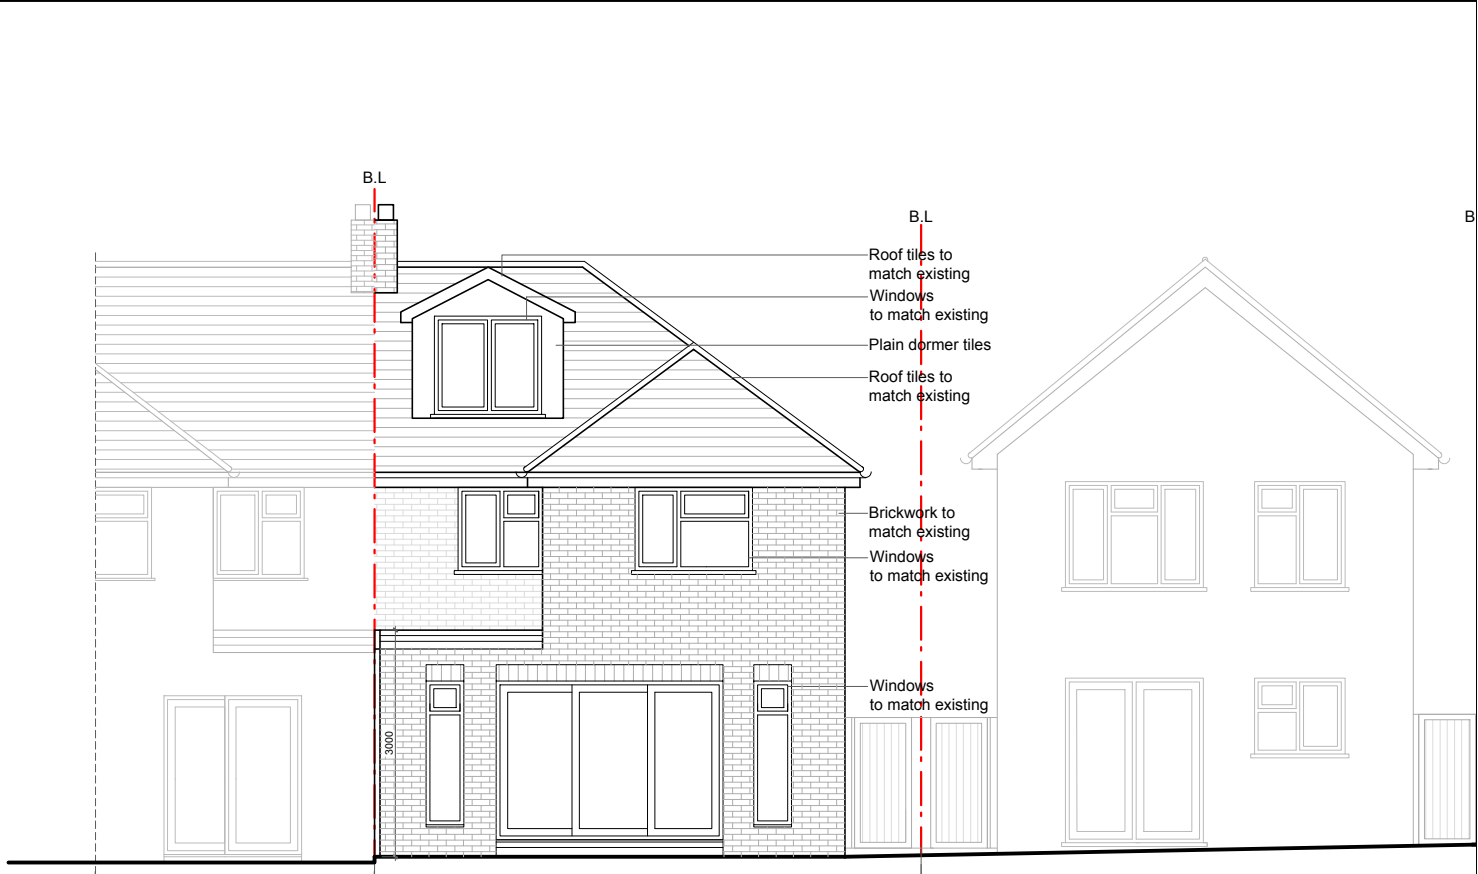 B.L
B.L
B
Roof tiles to
match existing
Windows
to match existing
Plain dormer tiles
Roof tiles to
match existing
Brickwork to
match existing
Windows
to match existing
Windows
to match existing
3000